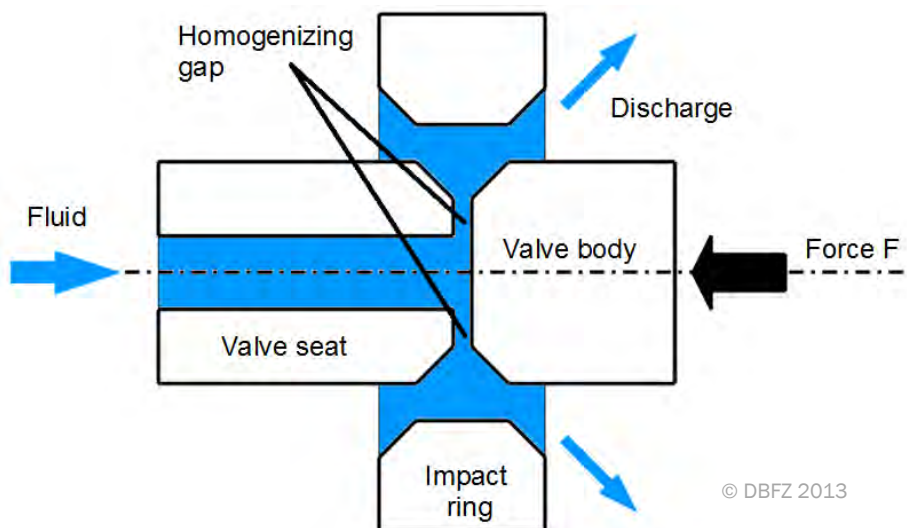 Homogenizing
gap
Discharge
Fluid
Valve body
Force F
Valve seat
Impact
ring
© DBFZ 2013